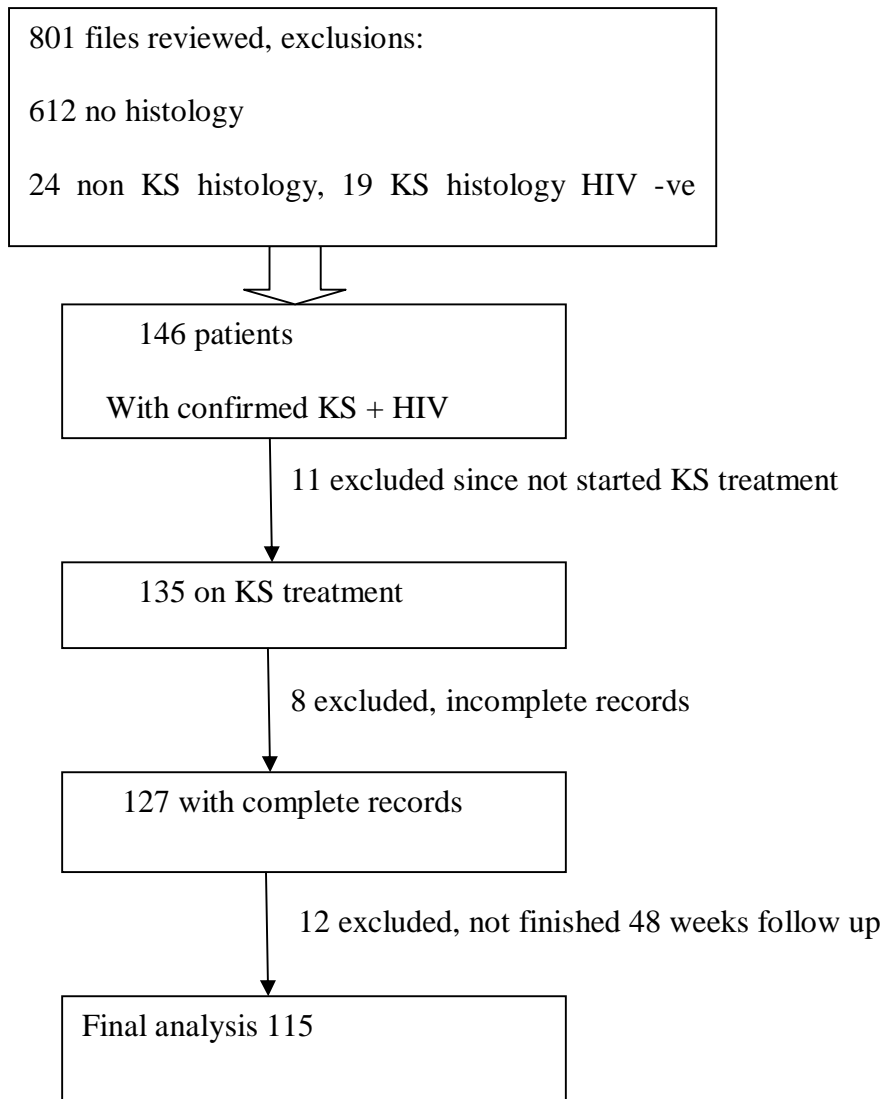 801 files reviewed, exclusions:
612 no histology
24 non KS histology, 19 KS histology HIV -ve
146 patients
With confirmed KS + HIV
11 excluded since not started KS treatment
135 on KS treatment
8 excluded, incomplete records
127 with complete records
12 excluded, not finished 48 weeks follow up
Final analysis 115